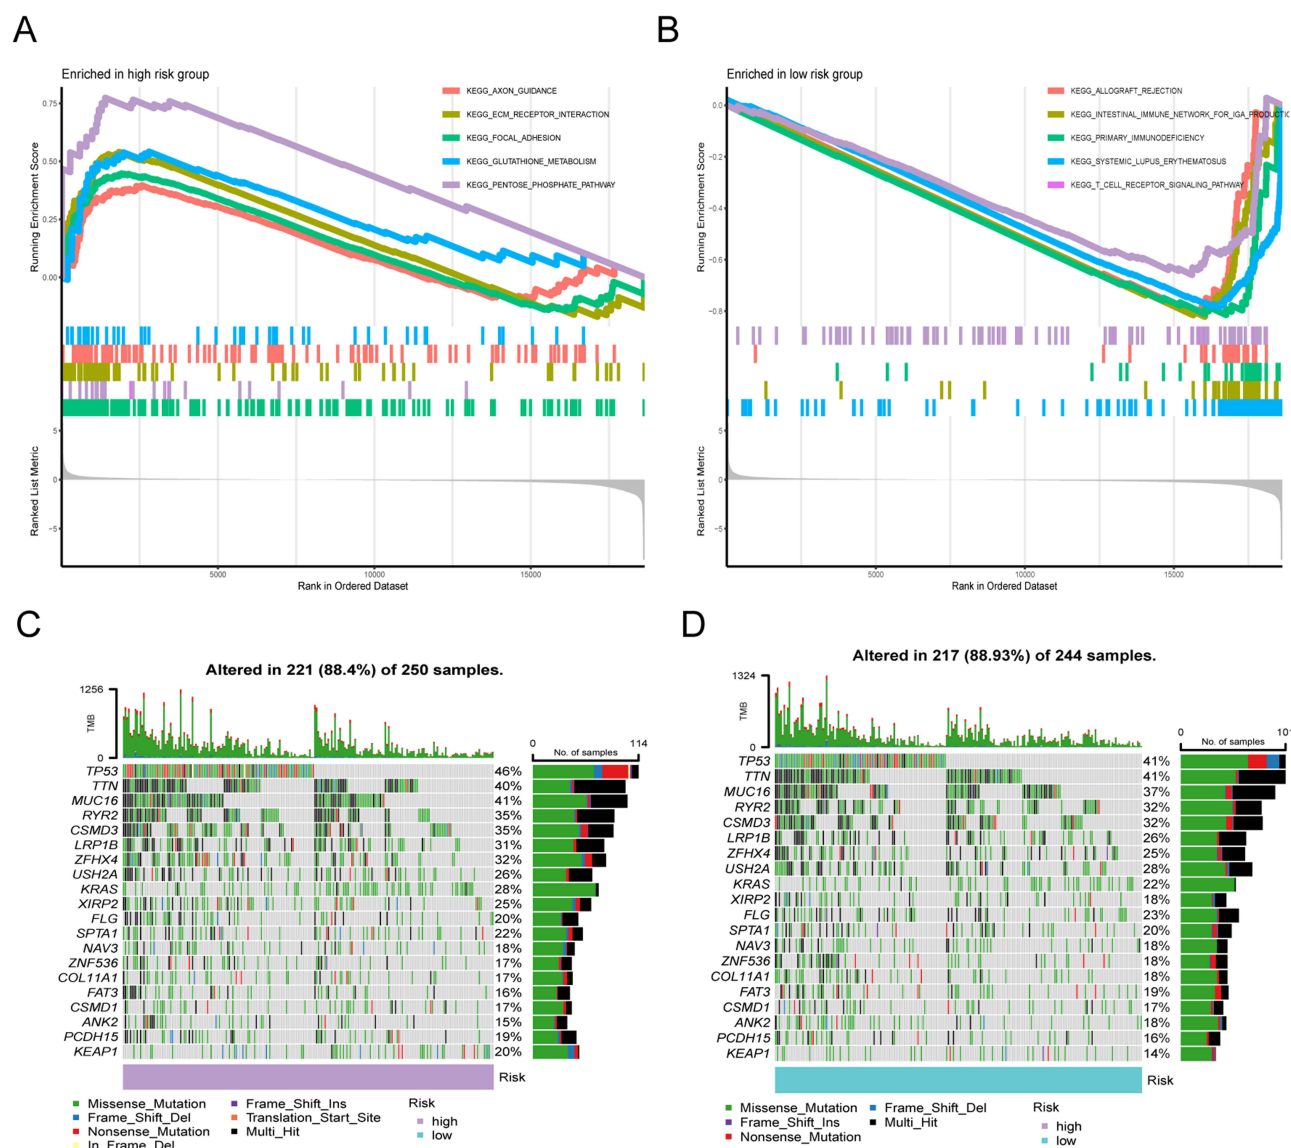 A
Enriched in high risk group
KEGG_AXON_GUIDANCE
KEGG_ECM_RECEPTOR_INTERACTION
KEGG_FOCAL_ADHESION
KEGG_GLUTATHIONE_METABOLISM
KEGG_PENTOSE_PHOSPHATE_PATHWAY
Running Enrichment Score
0.75
0.50
0.25
0.00
Ranked List Metric
5
0
−5
5000 10000 15000
Rank in Ordered Dataset
B
Enriched in low risk group
KEGG_ALLOGRAFT_REJECTION
KEGG_INTESTINAL_IMMUNE_NETWORK_FOR_IGA_PRODUCTIO
KEGG_PRIMARY_IMMUNODEFICIENCY
KEGG_SYSTEMIC_LUPUS_ERYTHEMATOSUS
KEGG_T_CELL_RECEPTOR_SIGNALING_PATHWAY
Running Enrichment Score
0.0
−0.2
−0.4
−0.6
−0.8
Ranked List Metric
5
0
−5
5000 10000 15000
Rank in Ordered Dataset
C
Altered in 221 (88.4%) of 250 samples.
1256
TMB
0
0 114
No. of samples
TP53 46%
TTN 40%
MUC16 41%
RYR2 35%
CSMD3 35%
LRP1B 31%
ZFHX4 32%
USH2A 26%
KRAS 28%
XIRP2 25%
FLG 20%
SPTA1 22%
NAV3 18%
ZNF536 17%
COL11A1 17%
FAT3 16%
CSMD1 17%
ANK2 15%
PCDH15 19%
KEAP1 20%
Risk
Missense_Mutation
Frame_Shift_Del
Nonsense_Mutation
In_Frame_Del
Frame_Shift_Ins
Translation_Start_Site
Multi_Hit
Risk
high
low
D
Altered in 217 (88.93%) of 244 samples.
1324
TMB
0
0 101
No. of samples
TP53 41%
TTN 41%
MUC16 37%
RYR2 32%
CSMD3 32%
LRP1B 26%
ZFHX4 25%
USH2A 28%
KRAS 22%
XIRP2 18%
FLG 23%
SPTA1 20%
NAV3 18%
ZNF536 18%
COL11A1 18%
FAT3 19%
CSMD1 17%
ANK2 18%
PCDH15 16%
KEAP1 14%
Risk
Missense_Mutation
Frame_Shift_Ins
Nonsense_Mutation
Frame_Shift_Del
Multi_Hit
Risk
high
low